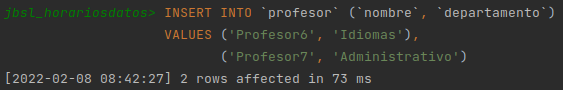 jbsl_horariosdatos> INSERT INTO `profesor` (`nombre`, `departamento`)
VALUES ('Profesor6', 'Idiomas'),
('Profesor7', 'Administrativo')
[2022-02-08 08:42:27] 2 rows affected in 73 ms